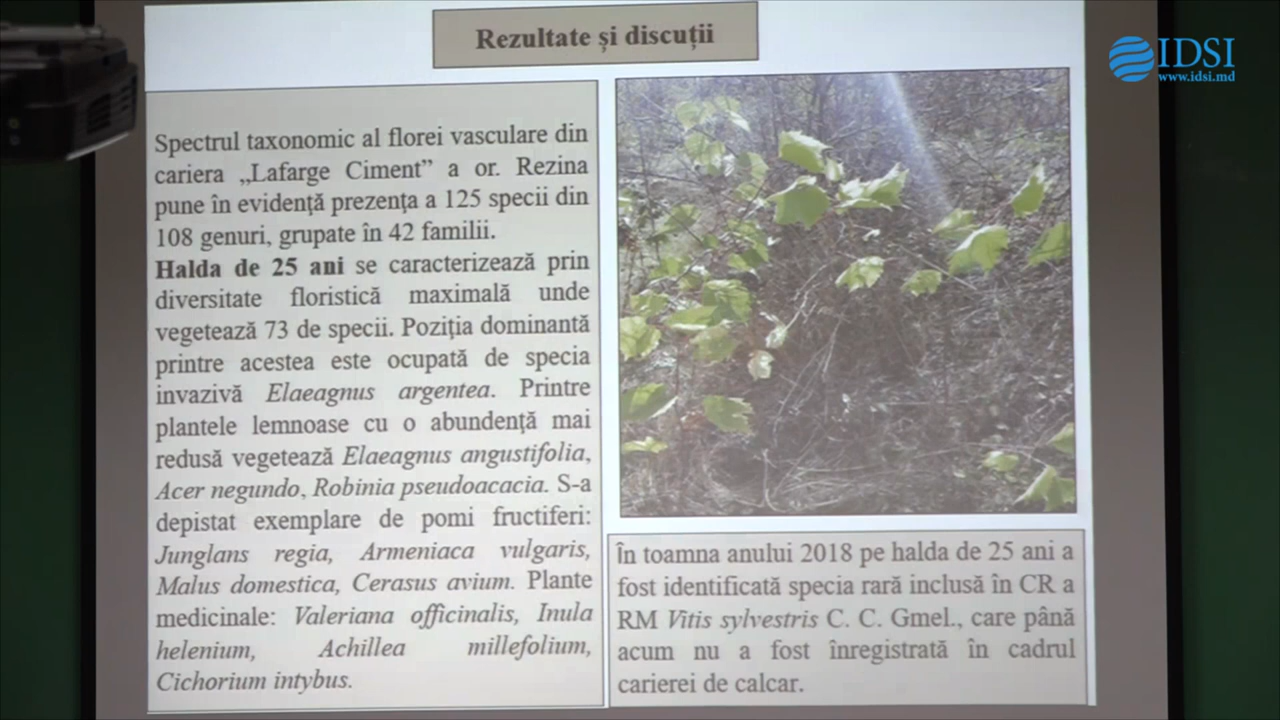 Rezultate și discuții
IDSI
www.idsi.md
Spectrul taxonomic al florei vasculare din
cariera „Lafarge Ciment” a or. Rezina
pune în evidență prezența a 125 specii din
108 genuri, grupate în 42 familii.
Halda de 25 ani se caracterizează prin
diversitate floristică maximală unde
vegetează 73 de specii. Poziția dominantă
printre acestea este ocupată de specia
invazivă Elaeagnus argentea. Printre
plantele lemnoase cu o abundență mai
redusă vegetează Elaeagnus angustifolia,
Acer negundo, Robinia pseudoacacia. S-a
depistat exemplare de pomi fructiferi:
Junglans regia, Armeniaca vulgaris,
Malus domestica, Cerasus avium. Plante
medicinale: Valeriana officinalis, Inula
helenium, Achillea millefolium,
Cichorium intybus.
În toamna anului 2018 pe halda de 25 ani a
fost identificată specia rară inclusă în CR a
RM Vitis sylvestris C. C. Gmel., care până
acum nu a fost înregistrată în cadrul
carierei de calcar.